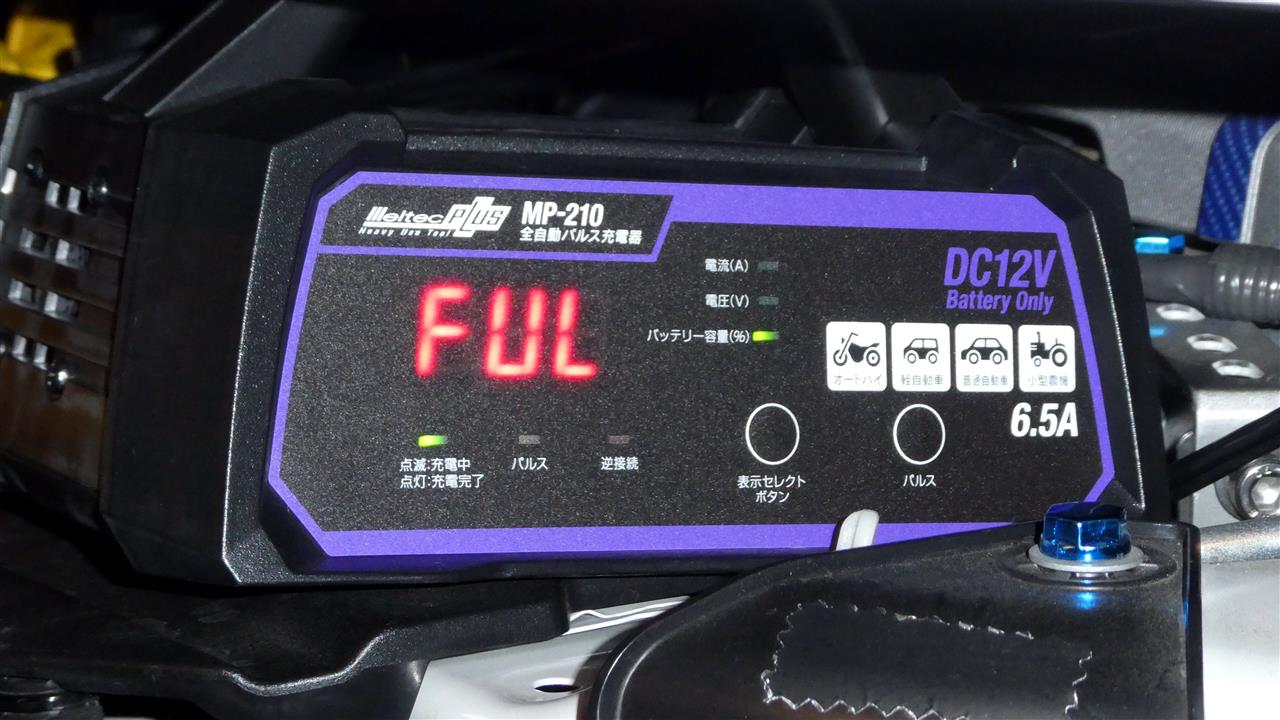 Meltec PLUS
Heavy Use Tool
MP-210
全自動パルス充電器
FUL
電流(A)
電圧(V)
バッテリー容量(%)
DC12V
Battery Only
オートバイ
軽自動車
普通自動車
小型農機
6.5A
点滅:充電中
点灯:充電完了
パルス
逆接続
表示セレクト
ボタン
パルス